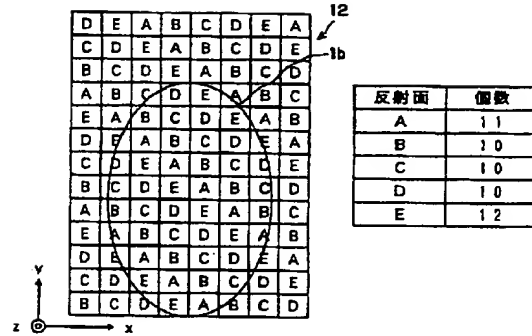 D E A B C D E A
C D E A B C D E
B C D E A B C D
A B C D E A B C
E A B C D E A B
D E A B C D E A
C D E A B C D E
B C D E A B C D
A B C D E A B C
E A B C D E A B
D E A B C D E A
C D E A B C D E
B C D E A B C D
12
1b
反射面 個数
A 11
B 10
C 10
D 10
E 12
y
z x